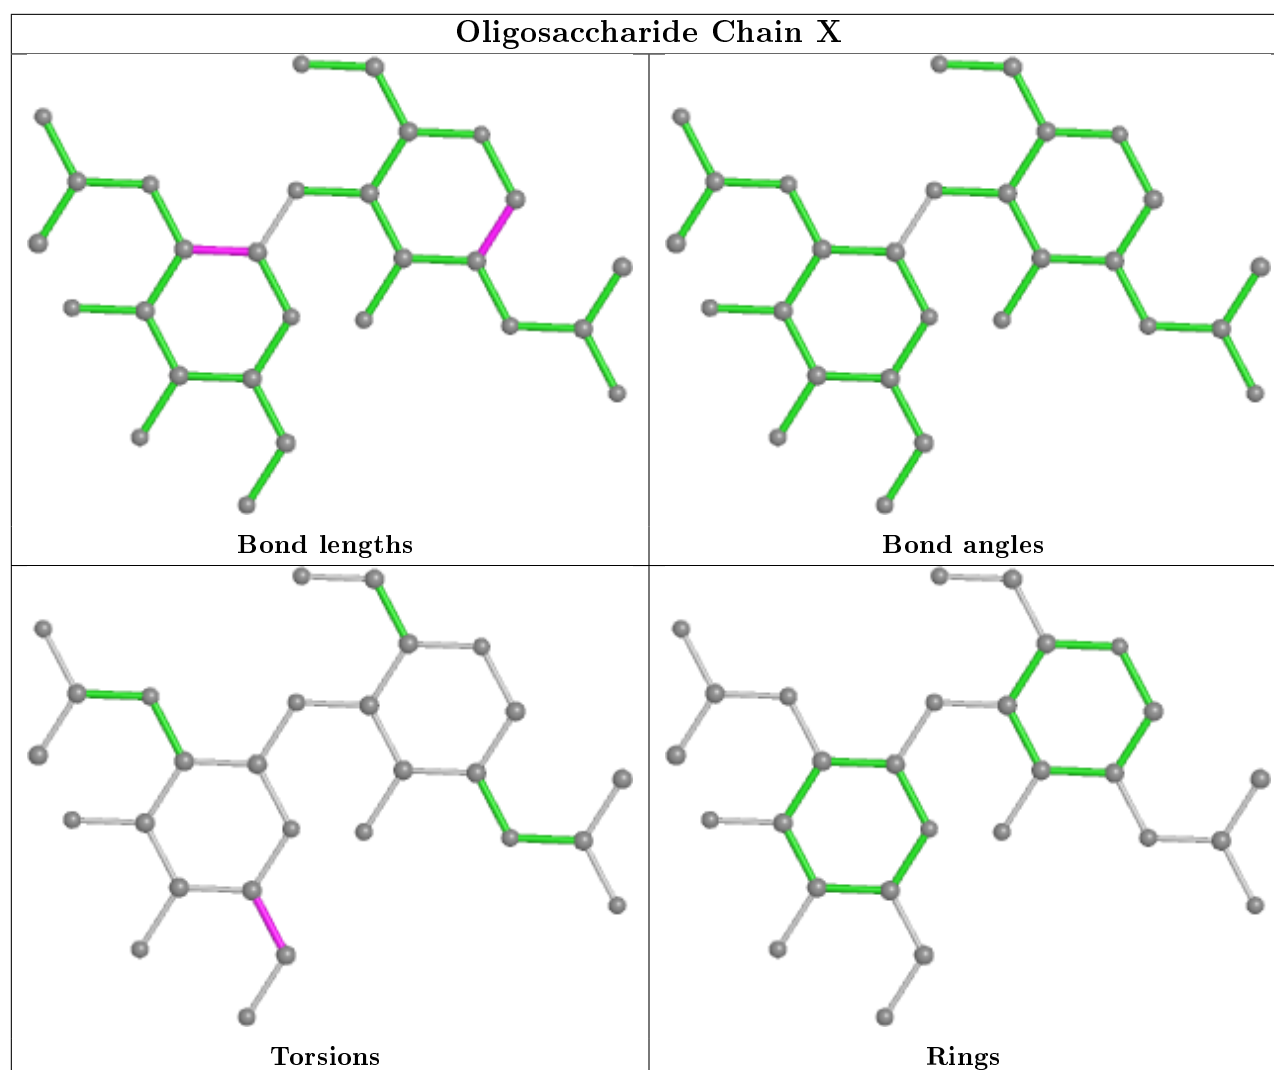 Oligosaccharide Chain X
Bond lengths
Bond angles
Torsions
Rings